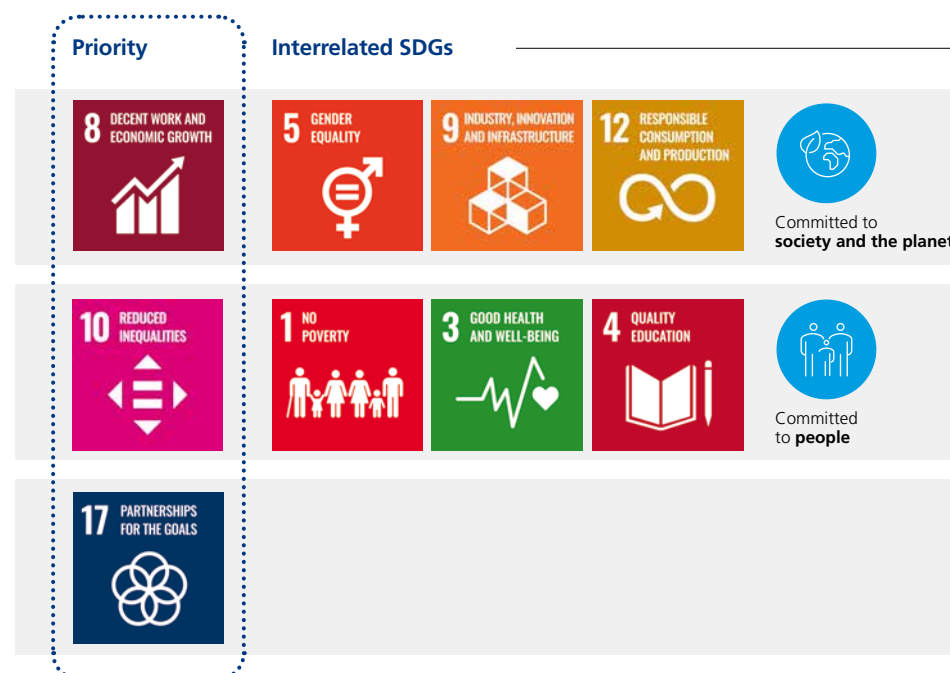 Priority
Interrelated SDGs
8 DECENT WORK AND
ECONOMIC GROWTH
5 GENDER
EQUALITY
9 INDUSTRY, INNOVATION
AND INFRASTRUCTURE
12 RESPONSIBLE
CONSUMPTION
AND PRODUCTION
Committed to
society and the planet
10 REDUCED
INEQUALITIES
1 NO
POVERTY
3 GOOD HEALTH
AND WELL-BEING
4 QUALITY
EDUCATION
Committed
to people
17 PARTNERSHIPS
FOR THE GOALS